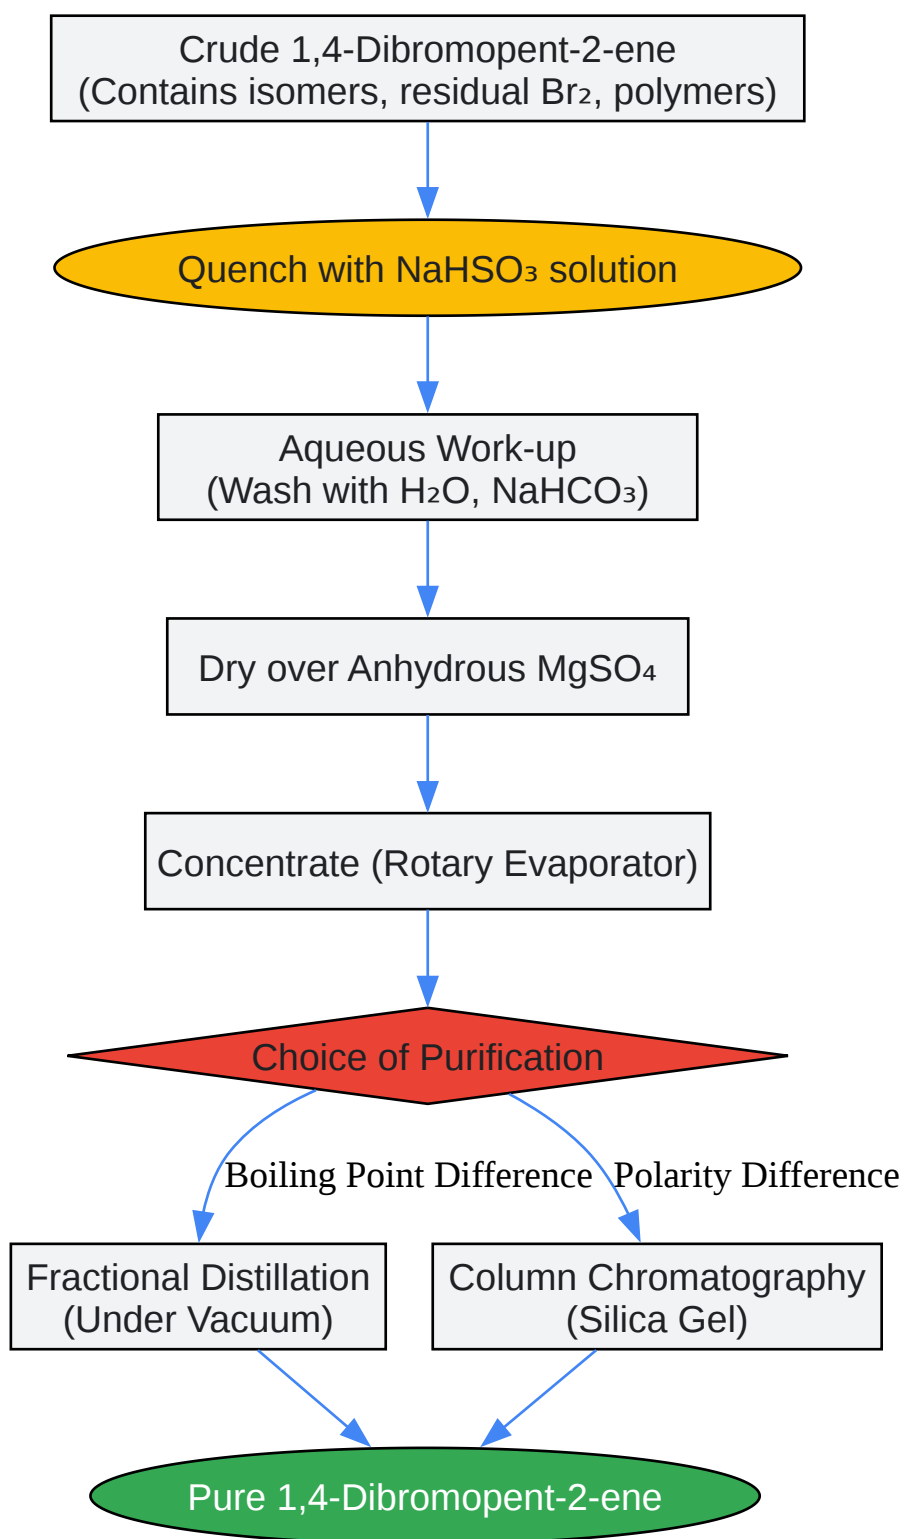 Crude 1,4-Dibromopent-2-ene
(Contains isomers, residual Br₂, polymers)
Quench with NaHSO₃ solution
Aqueous Work-up
(Wash with H₂O, NaHCO₃)
Dry over Anhydrous MgSO₄
Concentrate (Rotary Evaporator)
Choice of Purification
Boiling Point Difference
Polarity Difference
Fractional Distillation
(Under Vacuum)
Column Chromatography
(Silica Gel)
Pure 1,4-Dibromopent-2-ene